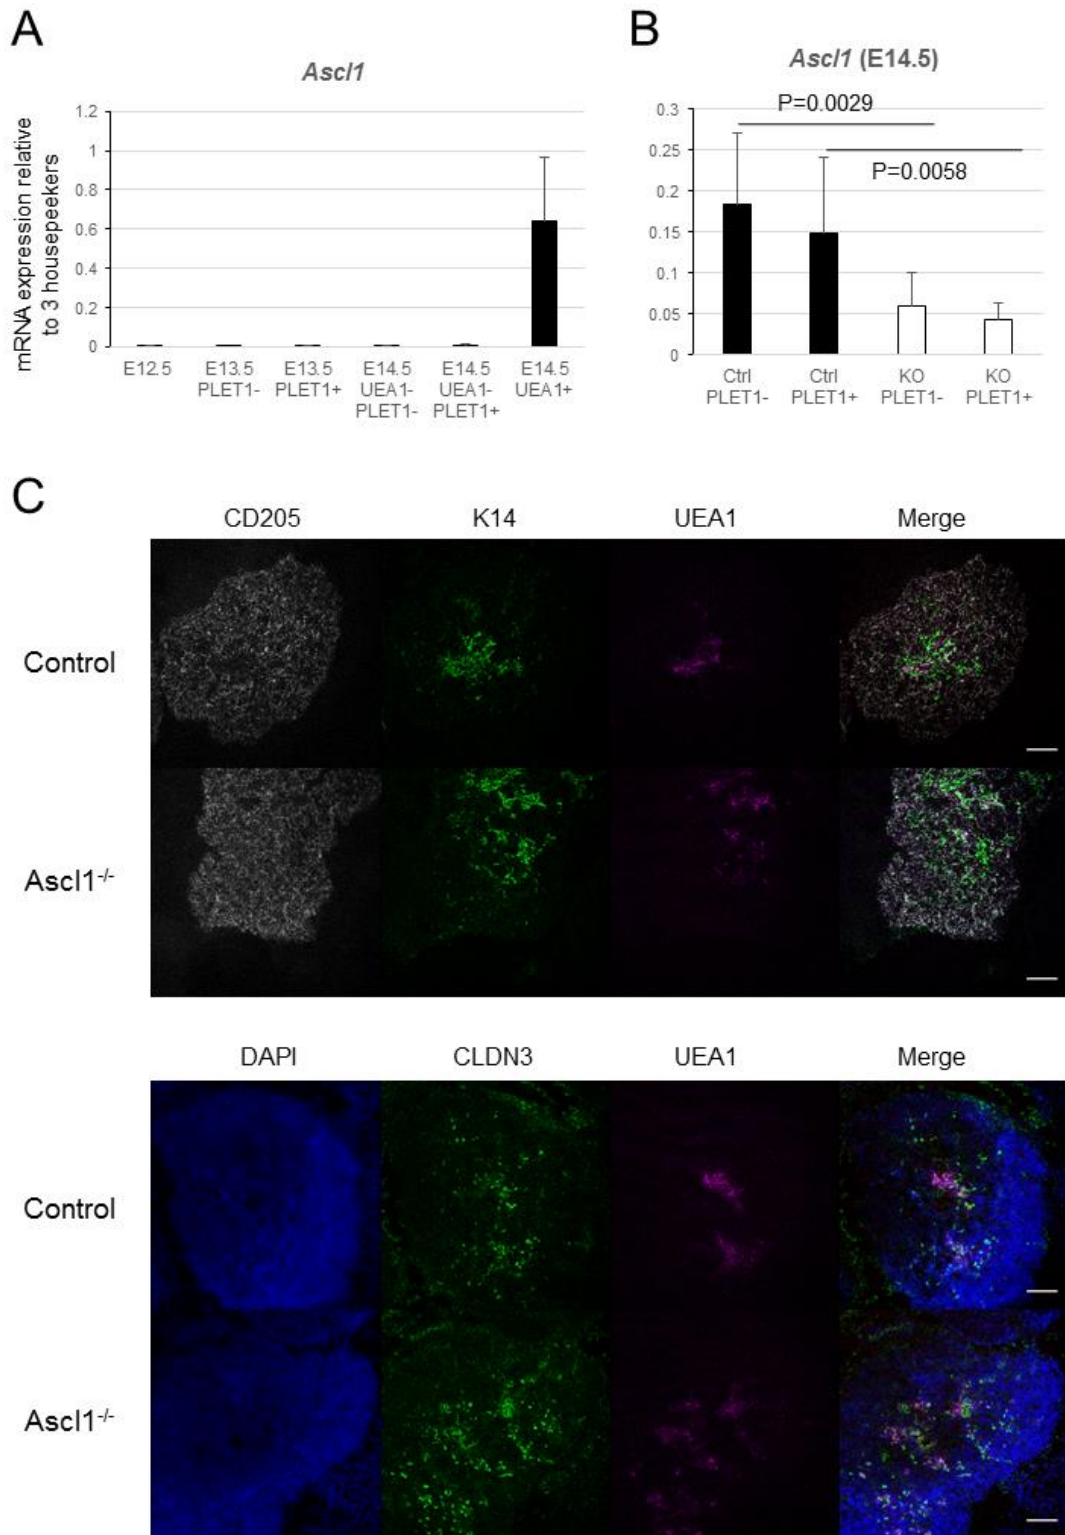 A
Ascl1
mRNA expression relative
to 3 housepeekers
1.2
1
0.8
0.6
0.4
0.2
0
E12.5
E13.5
PLET1-
E13.5
PLET1+
E14.5
UEA1-
PLET1-
E14.5
UEA1-
PLET1+
E14.5
UEA1+
B
Ascl1 (E14.5)
P=0.0029
P=0.0058
0.3
0.25
0.2
0.15
0.1
0.05
0
Ctrl
PLET1-
Ctrl
PLET1+
KO
PLET1-
KO
PLET1+
C
CD205 K14 UEA1 Merge
Control
Ascl1-/-
DAPI CLDN3 UEA1 Merge
Control
Ascl1-/-